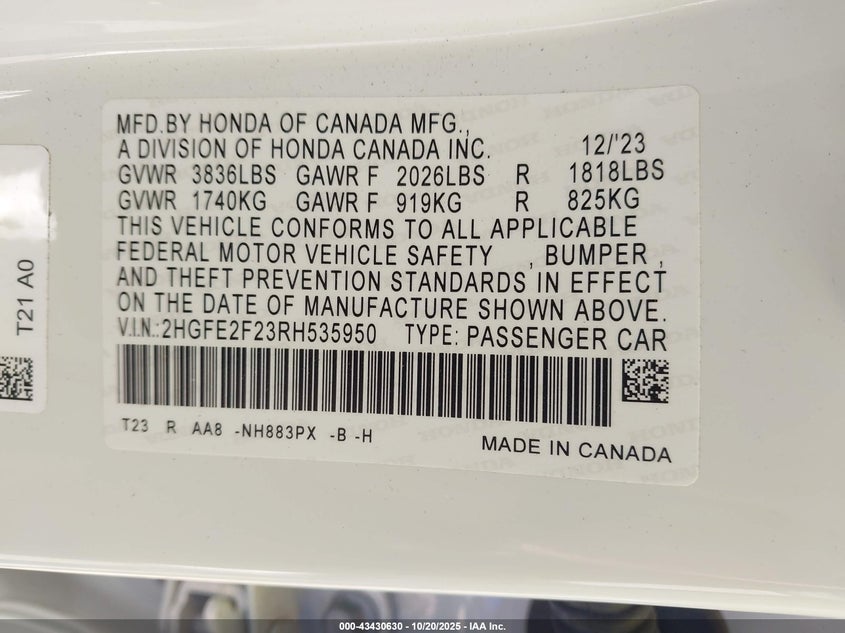 MFD.BY HONDA OF CANADA MFG.,
A DIVISION OF HONDA CANADA INC. 12/'23
GVWR 3836LBS GAWR F 2026LBS R 1818LBS
GVWR 1740KG GAWR F 919KG R 825KG
THIS VEHICLE CONFORMS TO ALL APPLICABLE
FEDERAL MOTOR VEHICLE SAFETY , BUMPER ,
AND THEFT PREVENTION STANDARDS IN EFFECT
ON THE DATE OF MANUFACTURE SHOWN ABOVE.
V.I.N.:2HGFE2F23RH535950 TYPE: PASSENGER CAR
T23 R AA8 -NH883PX -B -H
MADE IN CANADA
T21 A0
000-43430630 - 10/20/2025 - IAA Inc.